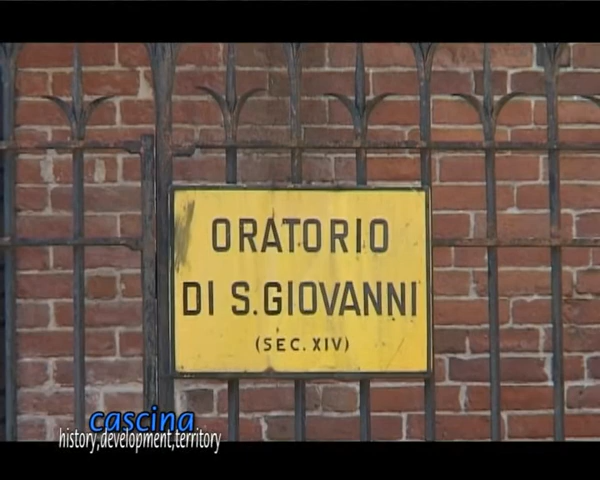 ORATORIO
DI S.GIOVANNI
(SEC. XIV)
cascina
history,development,territory